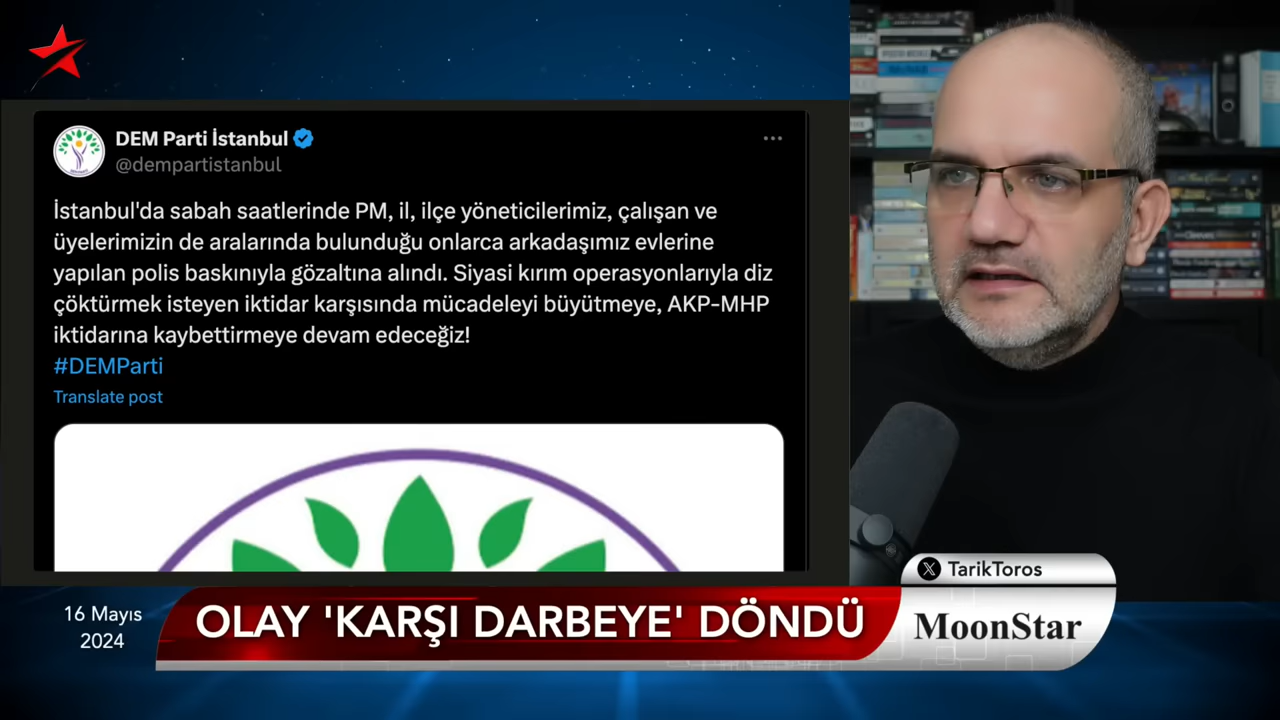 DEM Parti İstanbul
@dempartistanbul
İstanbul'da sabah saatlerinde PM, il, ilçe yöneticilerimiz, çalışan ve
üyelerimizin de aralarında bulunduğu onlarca arkadaşımız evlerine
yapılan polis baskınıyla gözaltına alındı. Siyasi kırım operasyonlarıyla diz
çöktürmek isteyen iktidar karşısında mücadeleyi büyütmeye, AKP-MHP
iktidarına kaybettirmeye devam edeceğiz!
#DEMParti
Translate post
TarikToros
16 Mayıs
2024
OLAY 'KARŞI DARBEYE' DÖNDÜ
MoonStar